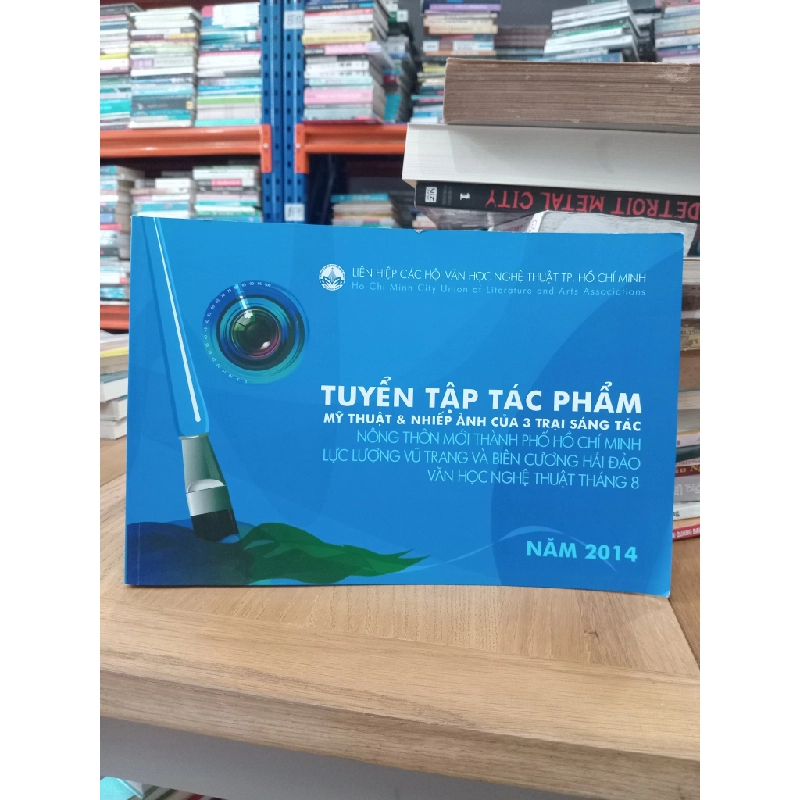 DETROIT METAL CITY
1
LIÊN HIỆP CÁC HỘI VĂN HỌC NGHỆ THUẬT TP. HỒ CHÍ MINH
Ho Chi Minh City Union of Literature and Arts Associations
TUYỂN TẬP TÁC PHẨM
MỸ THUẬT & NHIẾP ẢNH CỦA 3 TRẠI SÁNG TÁC
NÔNG THÔN MỚI THÀNH PHỐ HỒ CHÍ MINH
LỰC LƯỢNG VŨ TRANG VÀ BIÊN CƯƠNG HẢI ĐẢO
VĂN HỌC NGHỆ THUẬT THÁNG 8
NĂM 2014